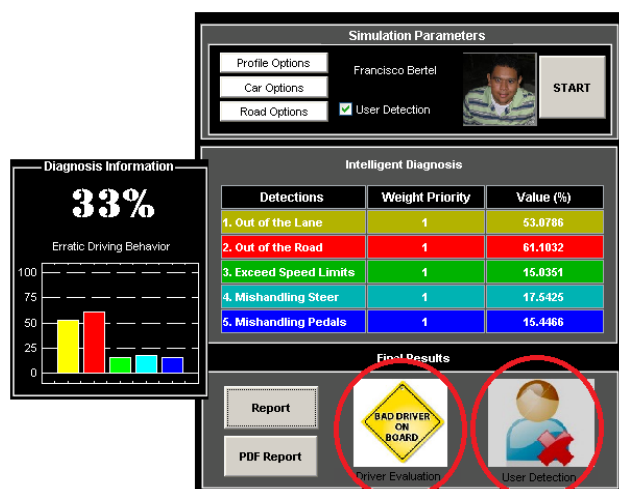 Simulation Parameters
Profile Options
Car Options
Road Options
Francisco Bertel
User Detection
START
Diagnosis Information
33%
Erratic Driving Behavior
100
75
50
25
0
Intelligent Diagnosis
Detections Weight Priority Value (%)
1. Out of the Lane 1 53.0786
2. Out of the Road 1 61.1032
3. Exceed Speed Limits 1 15.0351
4. Mishandling Steer 1 17.5425
5. Mishandling Pedals 1 15.4466
Final Results
Report
PDF Report
BAD DRIVER
ON
BOARD
Driver Evaluation
User Detection